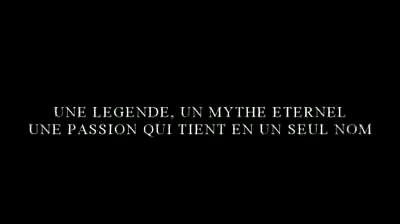 UNE LEGENDE, UN MYTHE ETERNEL
UNE PASSION QUI TIENT EN UN SEUL NOM